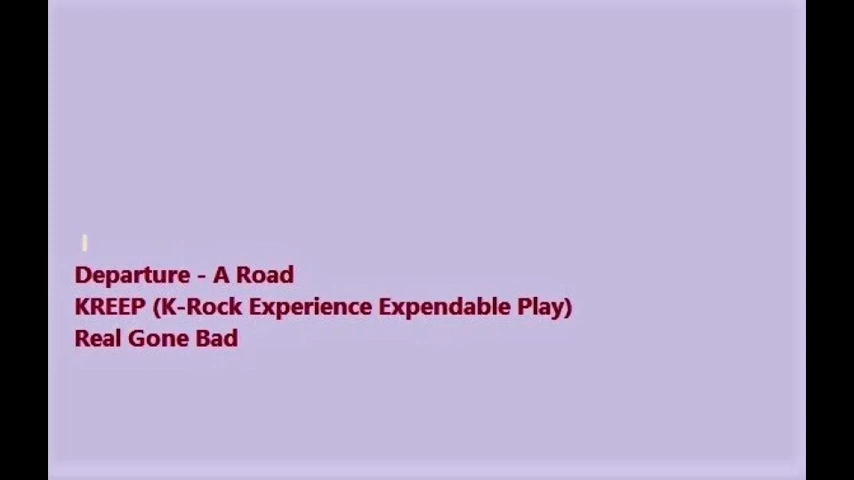 Departure - A Road
KREEP (K-Rock Experience Expendable Play)
Real Gone Bad